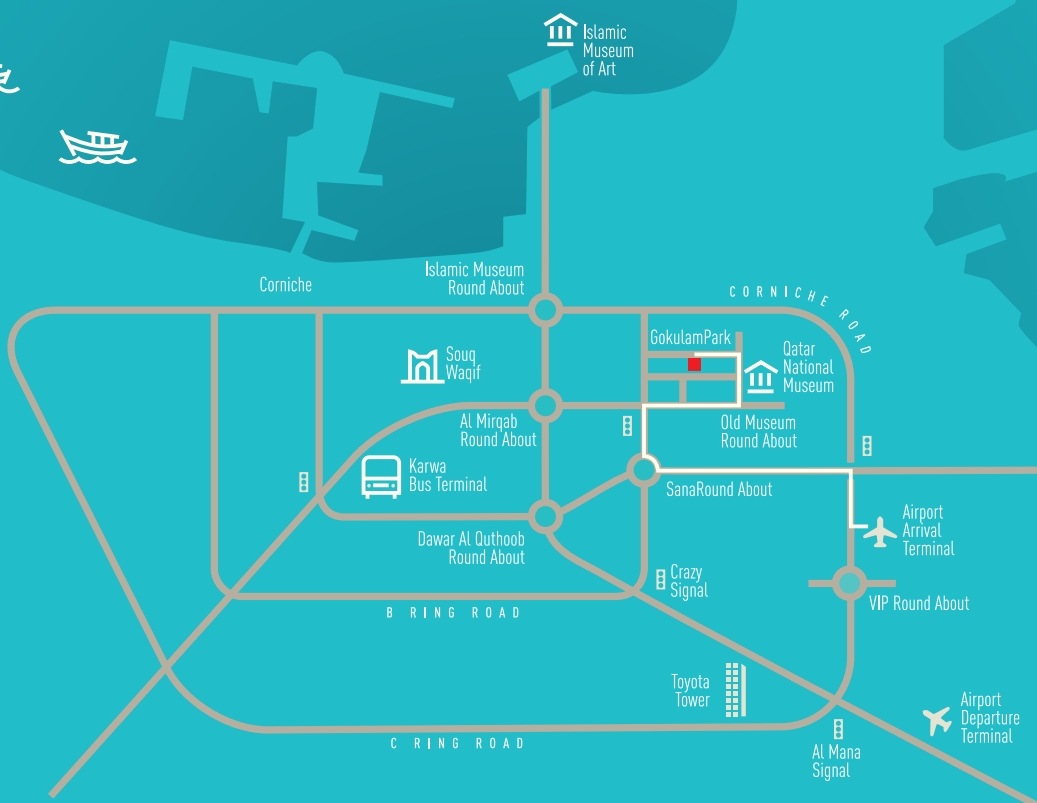 Islamic
Museum
of Art
Islamic Museum
Round About
Corniche
CORNICHE ROAD
GokulamPark
Qatar
National
Museum
Souq
Waqif
Al Mirqab
Round About
Old Museum
Round About
Karwa
Bus Terminal
SanaRound About
Airport
Arrival
Terminal
Dawar Al Quthoob
Round About
Crazy
Signal
B RING ROAD
VIP Round About
Toyota
Tower
Airport
Departure
Terminal
C RING ROAD
Al Mana
Signal